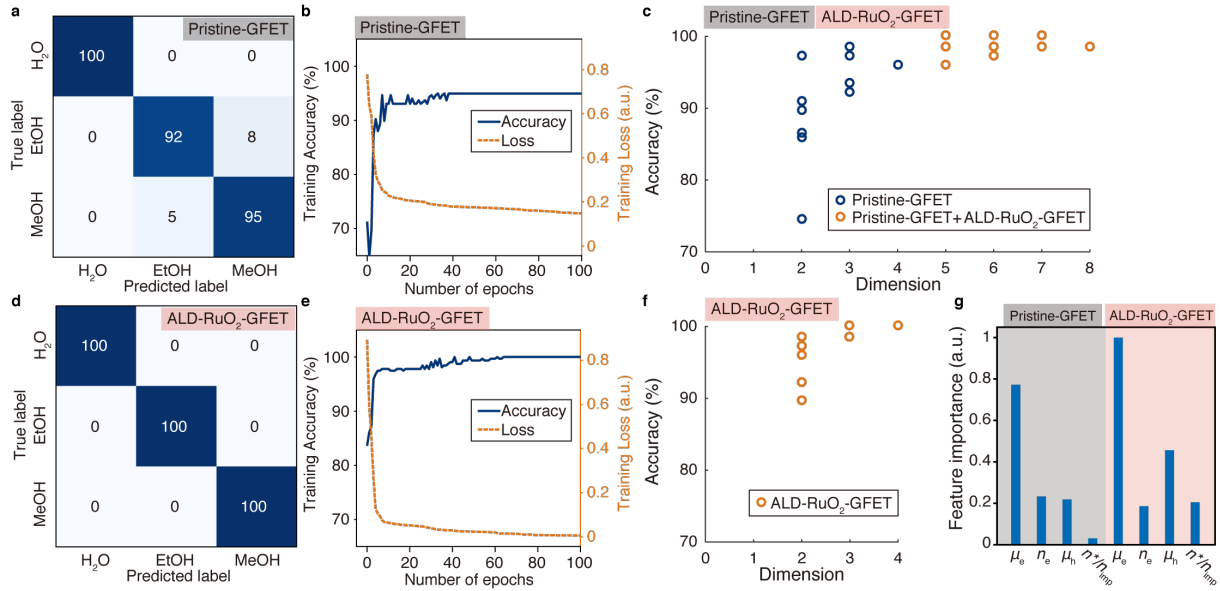 a
Pristine-GFET
True label
H₂O
EtOH
MeOH
100 0 0
0 92 8
0 5 95
H₂O EtOH MeOH
Predicted label
b
Pristine-GFET
Training Accuracy (%)
100
90
80
70
Accuracy
Loss
0.8
0.6
0.4
0.2
0
Training Loss (a.u.)
0 20 40 60 80 100
Number of epochs
c
Pristine-GFET
ALD-RuO₂-GFET
Accuracy (%)
100
90
80
70
Pristine-GFET
Pristine-GFET+ALD-RuO₂-GFET
0 1 2 3 4 5 6 7 8
Dimension
d
ALD-RuO₂-GFET
True label
H₂O
EtOH
MeOH
100 0 0
0 100 0
0 0 100
H₂O EtOH MeOH
Predicted label
e
ALD-RuO₂-GFET
Training Accuracy (%)
100
90
80
70
Accuracy
Loss
0.8
0.6
0.4
0.2
0
Training Loss (a.u.)
0 20 40 60 80 100
Number of epochs
f
ALD-RuO₂-GFET
Accuracy (%)
100
90
80
70
ALD-RuO₂-GFET
0 1 2 3 4
Dimension
g
Pristine-GFET
ALD-RuO₂-GFET
Feature importance (a.u.)
1
0.8
0.6
0.4
0.2
0
μₑ nₑ μₕ n*/n_imp μₑ nₑ μₕ n*/n_imp